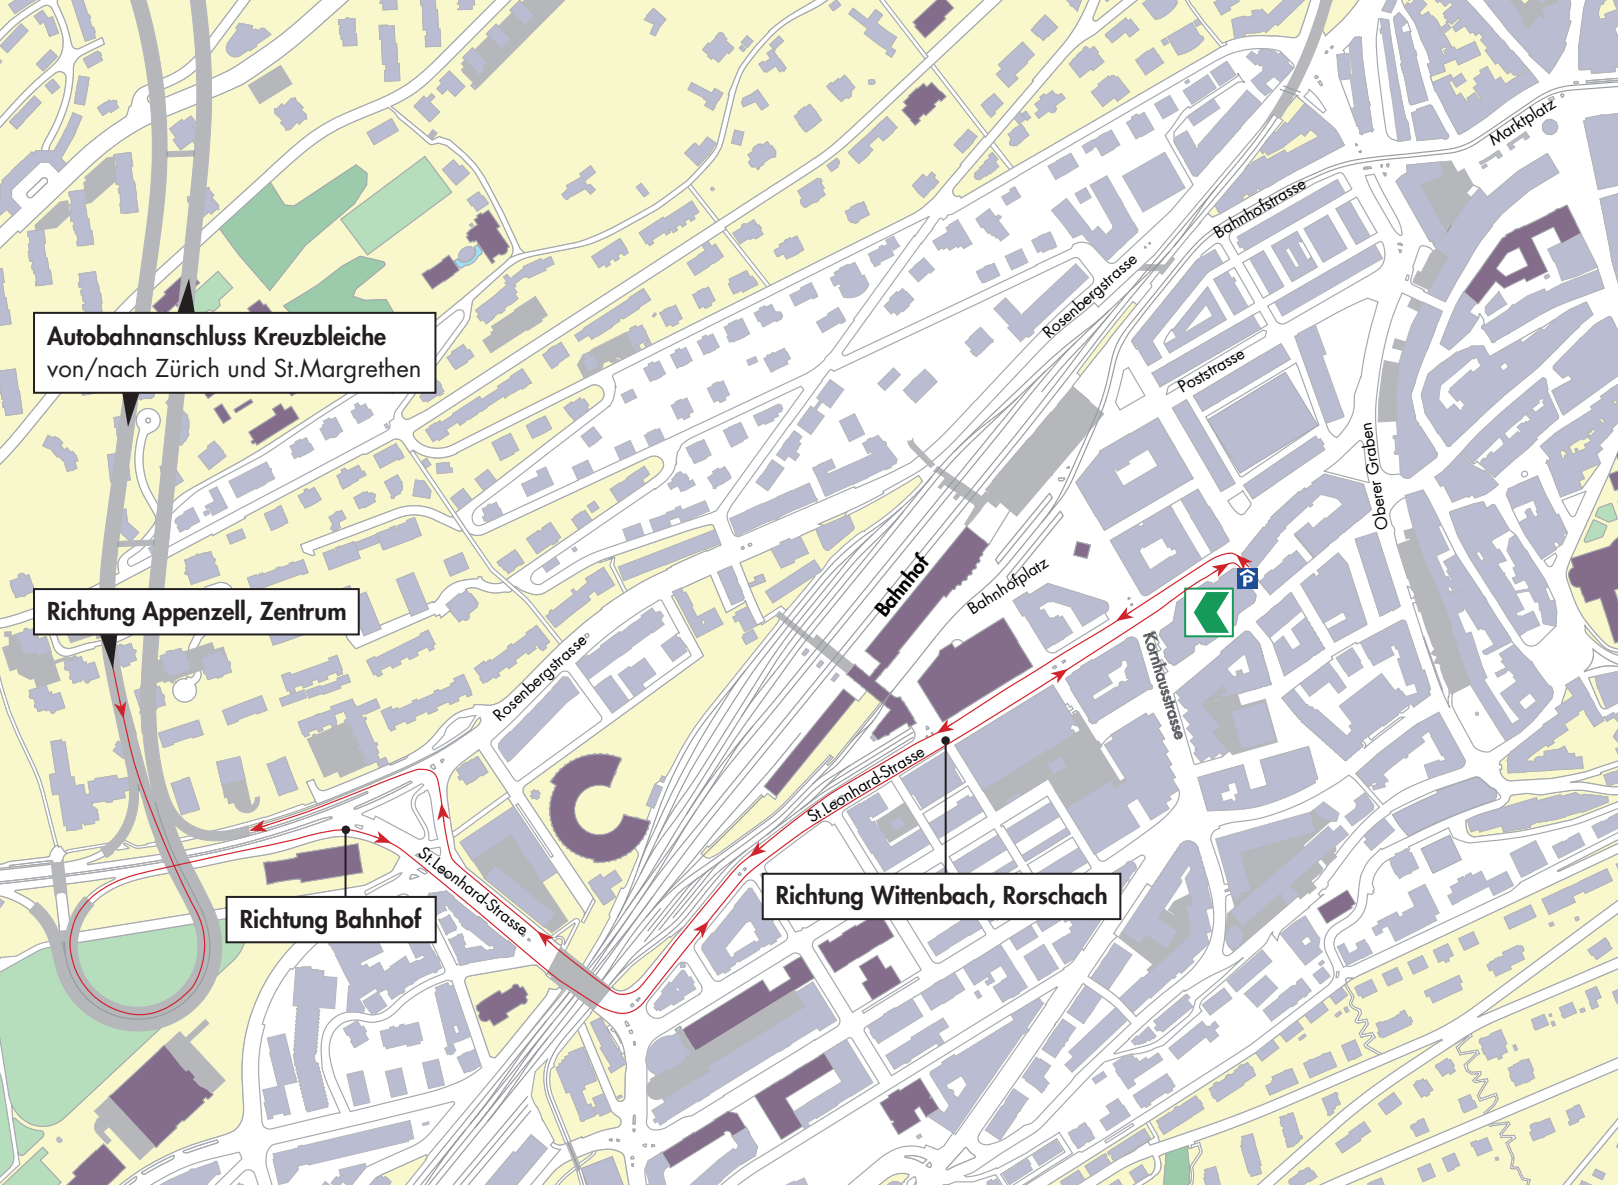 Marktplatz
Bahnhofstrasse
Rosenbergstrasse
Autobahnanschluss Kreuzbleiche
von/nach Zürich und St.Margrethen
Poststrasse
Oberer Graben
Bahnhof
Bahnhofplatz
P
Richtung Appenzell, Zentrum
Rosenbergstrasse
Kornhausstrasse
St.Leonhard-Strasse
St.Leonhard-Strasse
Richtung Wittenbach, Rorschach
Richtung Bahnhof